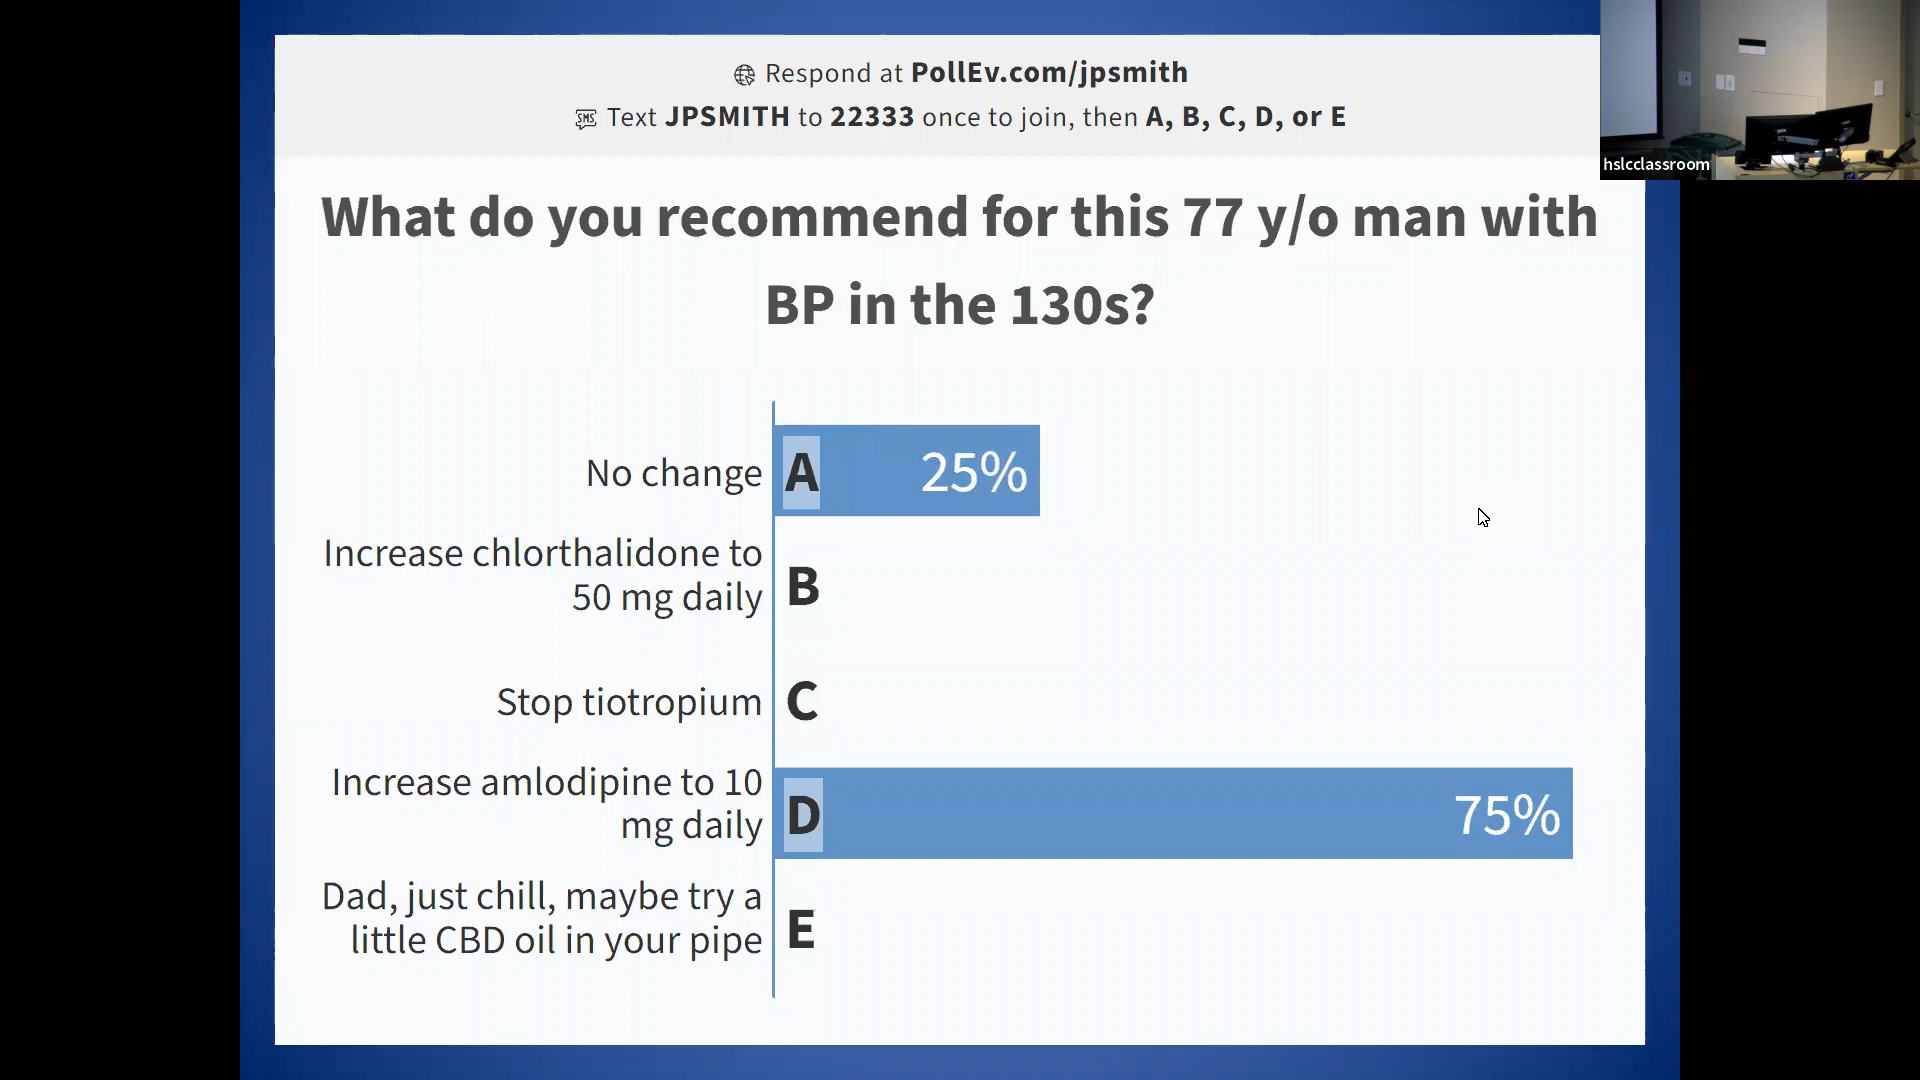 Respond at PollEv.com/jpsmith
Text JPSMITH to 22333 once to join, then A, B, C, D, or E
hslcclassroom
What do you recommend for this 77 y/o man with
BP in the 130s?
No change A 25%
Increase chlorthalidone to
50 mg daily B
Stop tiotropium C
Increase amlodipine to 10
mg daily D 75%
Dad, just chill, maybe try a
little CBD oil in your pipe E